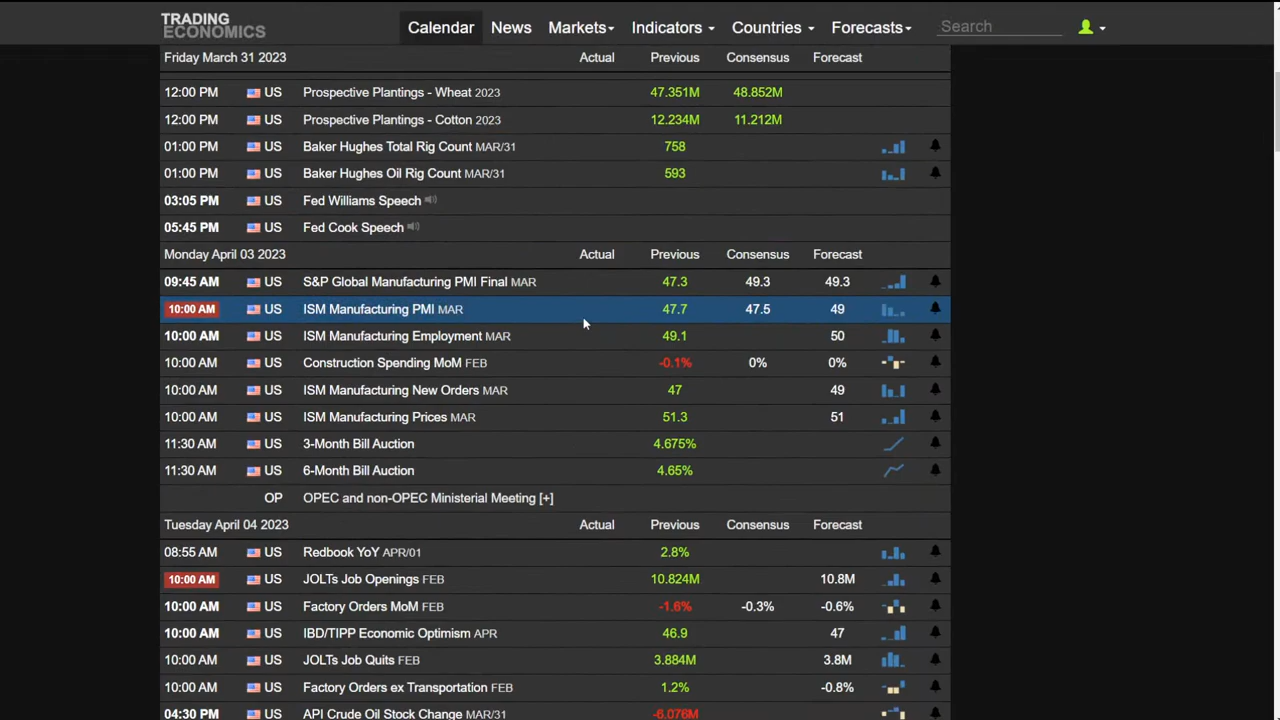 TRADING
ECONOMICS
Calendar News Markets Indicators Countries Forecasts Search
Friday March 31 2023 Actual Previous Consensus Forecast
12:00 PM US Prospective Plantings - Wheat 2023 47.351M 48.852M
12:00 PM US Prospective Plantings - Cotton 2023 12.234M 11.212M
01:00 PM US Baker Hughes Total Rig Count MAR/31 758
01:00 PM US Baker Hughes Oil Rig Count MAR/31 593
03:05 PM US Fed Williams Speech
05:45 PM US Fed Cook Speech
Monday April 03 2023 Actual Previous Consensus Forecast
09:45 AM US S&P Global Manufacturing PMI Final MAR 47.3 49.3 49.3
10:00 AM US ISM Manufacturing PMI MAR 47.7 47.5 49
10:00 AM US ISM Manufacturing Employment MAR 49.1 50
10:00 AM US Construction Spending MoM FEB -0.1% 0% 0%
10:00 AM US ISM Manufacturing New Orders MAR 47 49
10:00 AM US ISM Manufacturing Prices MAR 51.3 51
11:30 AM US 3-Month Bill Auction 4.675%
11:30 AM US 6-Month Bill Auction 4.65%
OP OPEC and non-OPEC Ministerial Meeting [+]
Tuesday April 04 2023 Actual Previous Consensus Forecast
08:55 AM US Redbook YoY APR/01 2.8%
10:00 AM US JOLTs Job Openings FEB 10.824M 10.8M
10:00 AM US Factory Orders MoM FEB -1.6% -0.3% -0.6%
10:00 AM US IBD/TIPP Economic Optimism APR 46.9 47
10:00 AM US JOLTs Job Quits FEB 3.884M 3.8M
10:00 AM US Factory Orders ex Transportation FEB 1.2% -0.8%
04:30 PM US API Crude Oil Stock Change MAR/31 -6.076M